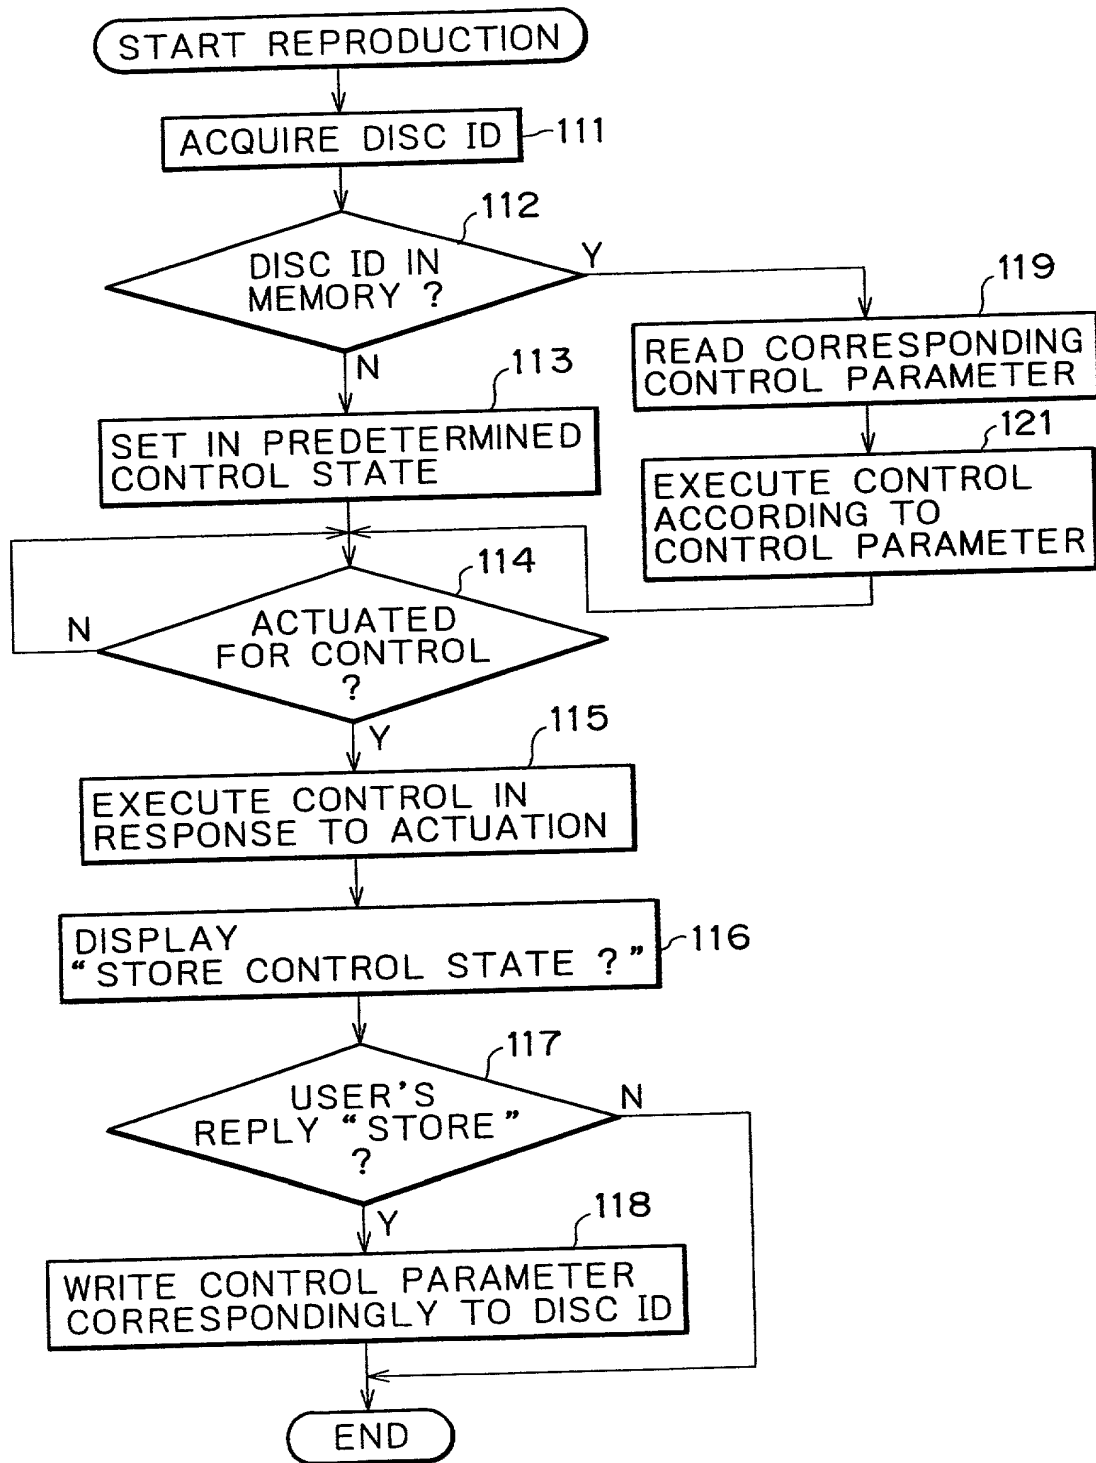 START REPRODUCTION
ACQUIRE DISC ID
111
112
DISC ID IN
MEMORY ?
Y
N
119
READ CORRESPONDING
CONTROL PARAMETER
113
SET IN PREDETERMINED
CONTROL STATE
121
EXECUTE CONTROL
ACCORDING TO
CONTROL PARAMETER
114
ACTUATED
FOR CONTROL
?
N
Y
115
EXECUTE CONTROL IN
RESPONSE TO ACTUATION
DISPLAY
“STORE CONTROL STATE ?”
116
117
USER'S
REPLY “STORE”
?
N
Y
118
WRITE CONTROL PARAMETER
CORRESPONDINGLY TO DISC ID
END